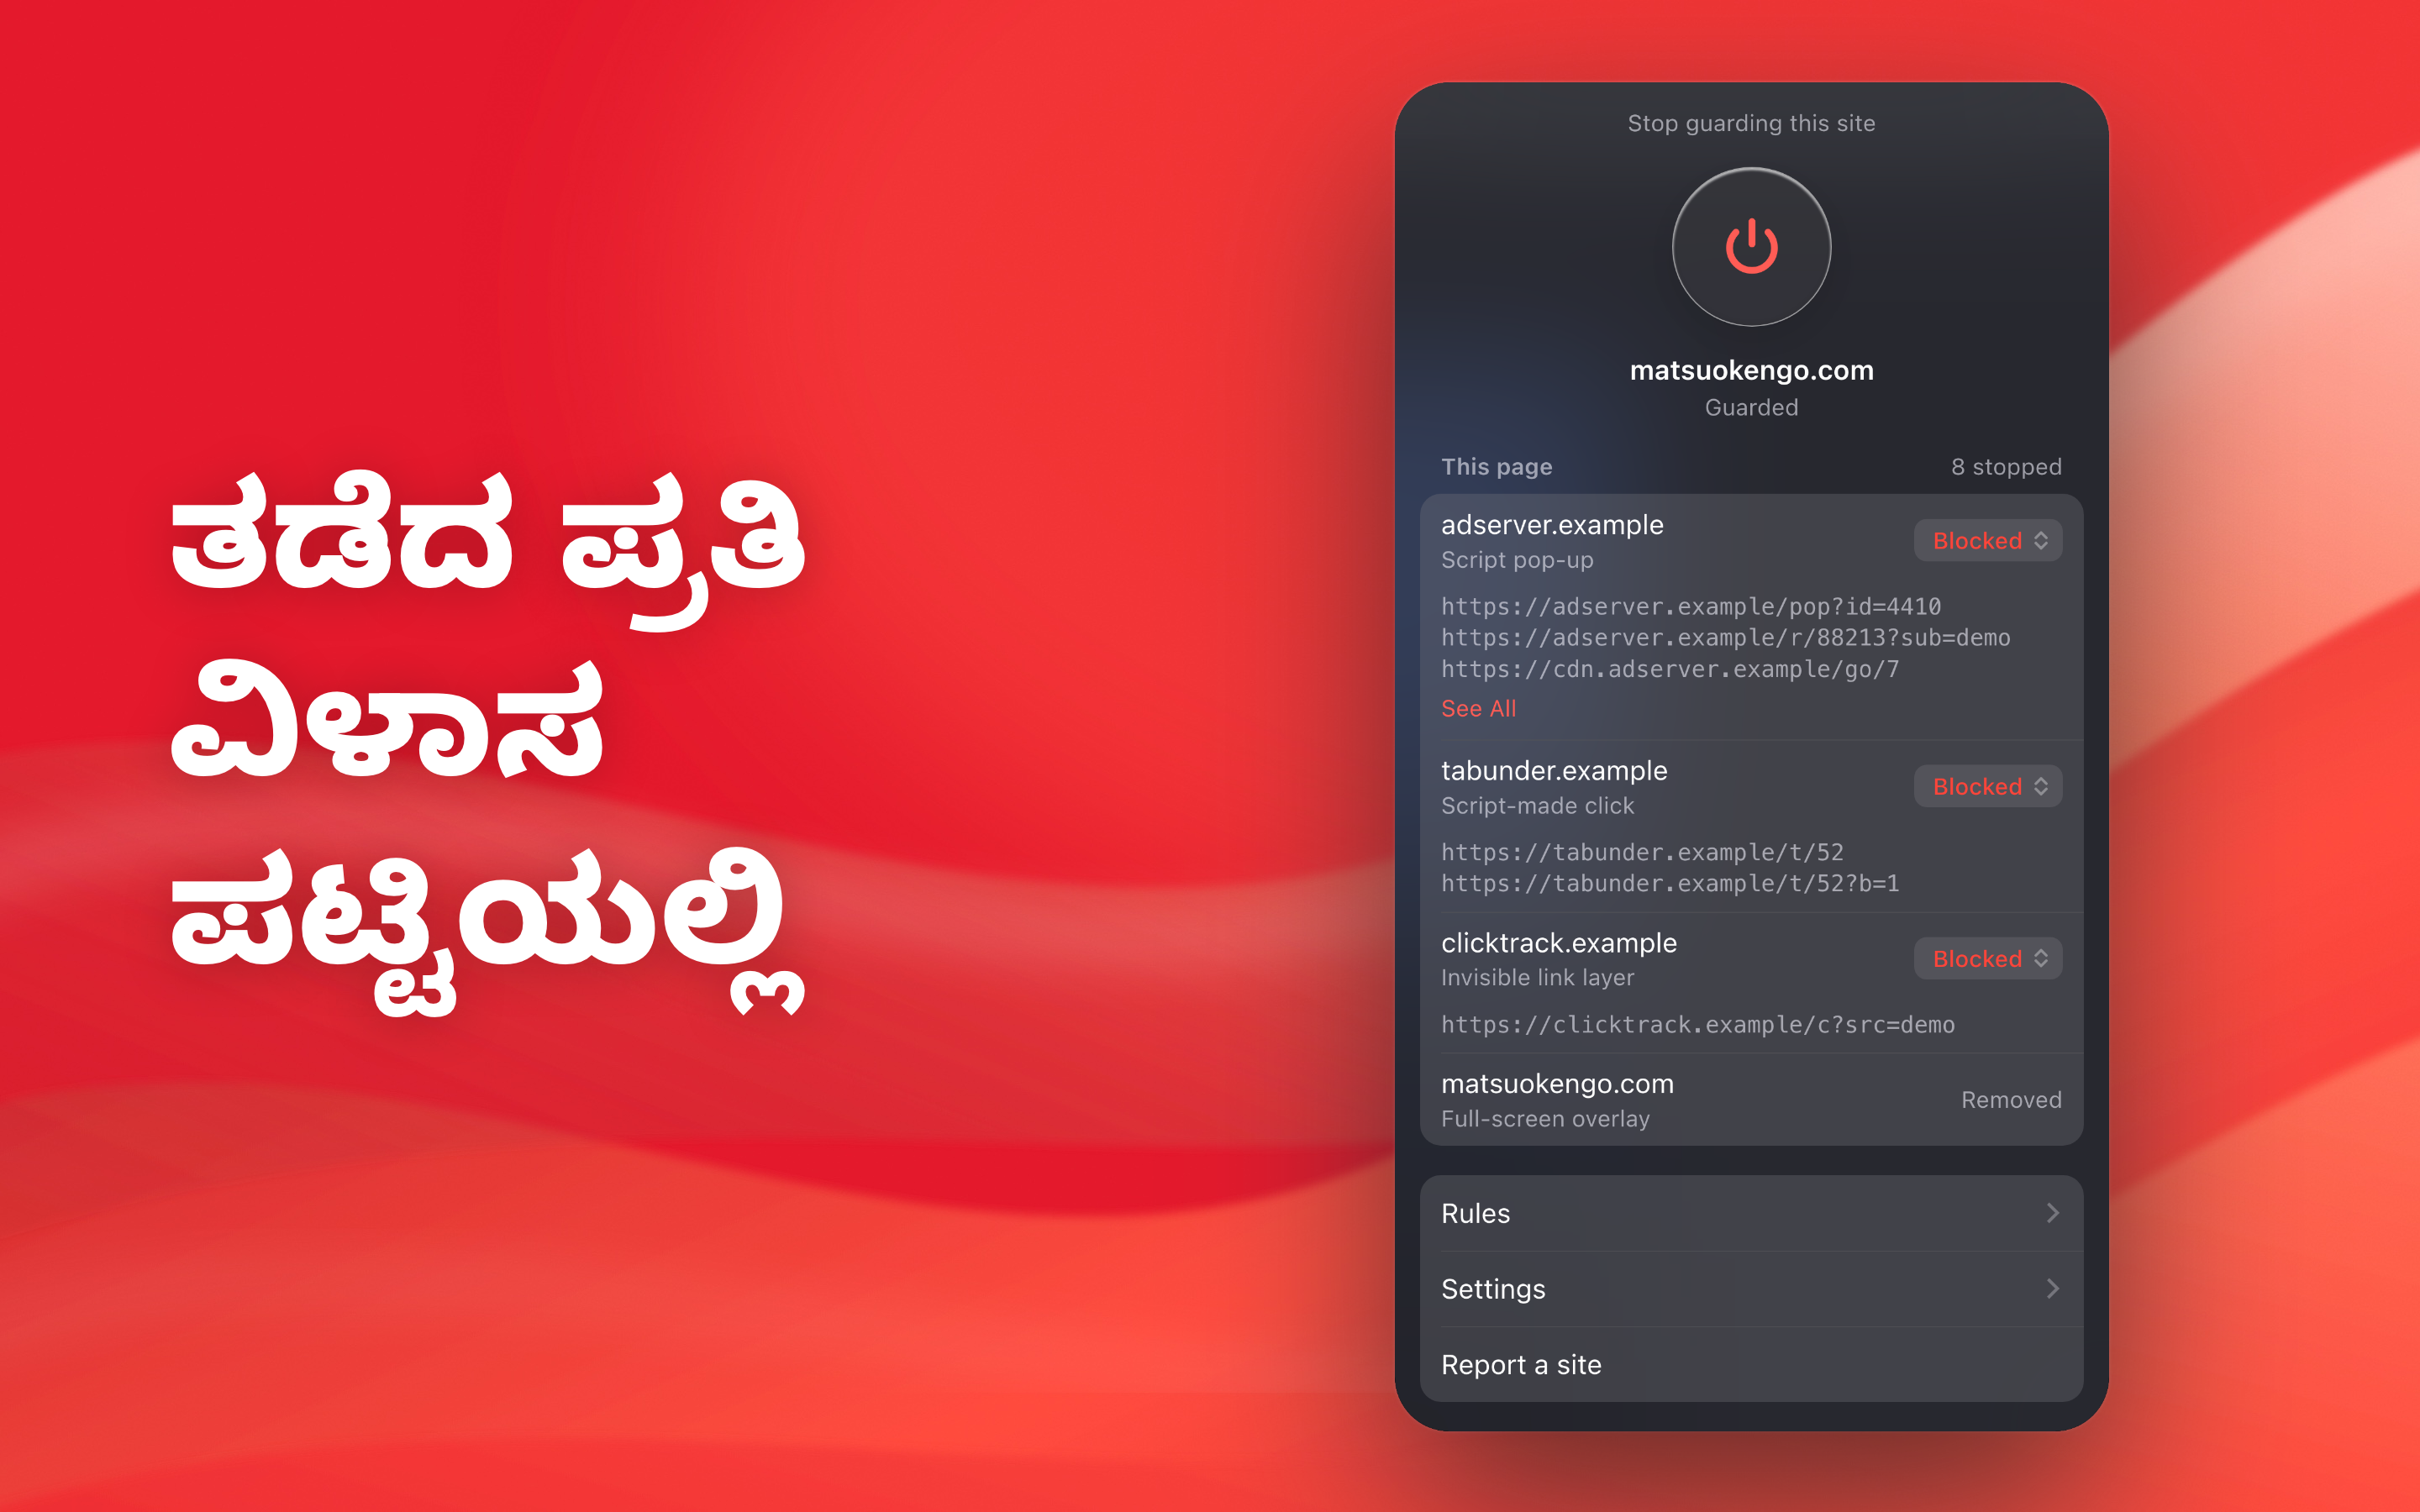 ತಡೆದ ಪ್ರತಿ
ವಿಳಾಸ
ಪಟ್ಟಿಯಲ್ಲಿ
Stop guarding this site
matsuokengo.com
Guarded
This page
8 stopped
adserver.example
Blocked
Script pop-up
https://adserver.example/pop?id=4410
https://adserver.example/r/88213?sub=demo
https://cdn.adserver.example/go/7
See All
tabunder.example
Blocked
Script-made click
https://tabunder.example/t/52
https://tabunder.example/t/52?b=1
clicktrack.example
Blocked
Invisible link layer
https://clicktrack.example/c?src=demo
matsuokengo.com
Removed
Full-screen overlay
Rules
Settings
Report a site